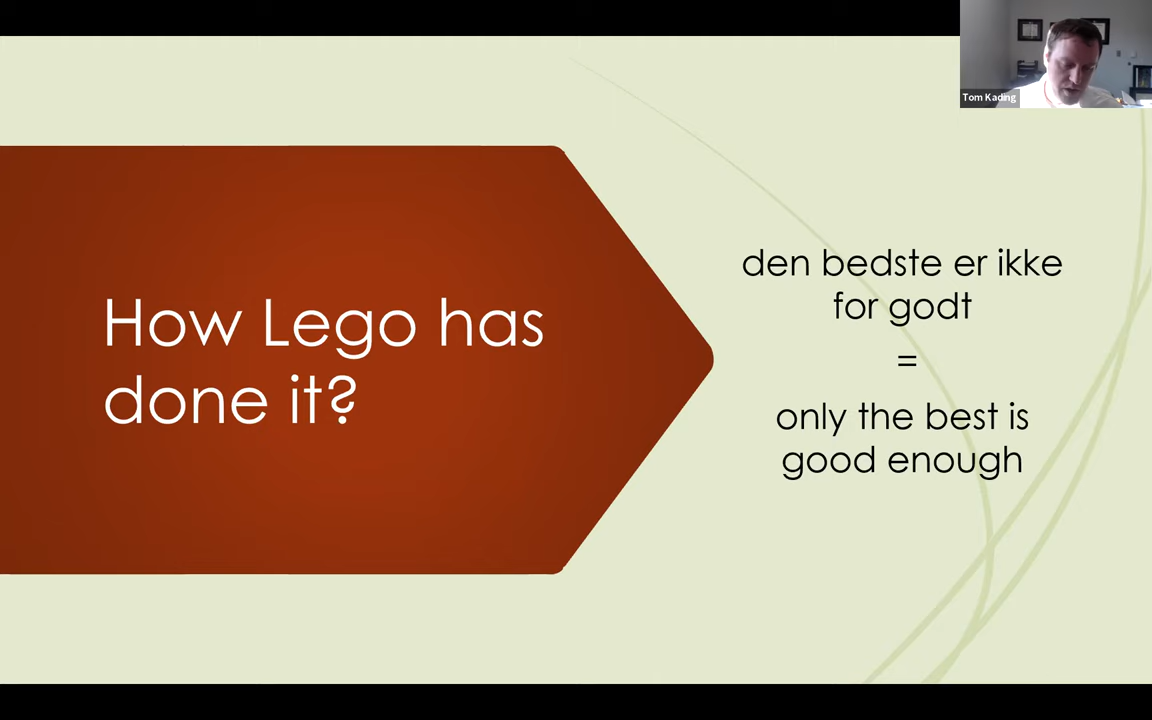 Tom Kading
How Lego has
done it?
den bedste er ikke
for godt
=
only the best is
good enough